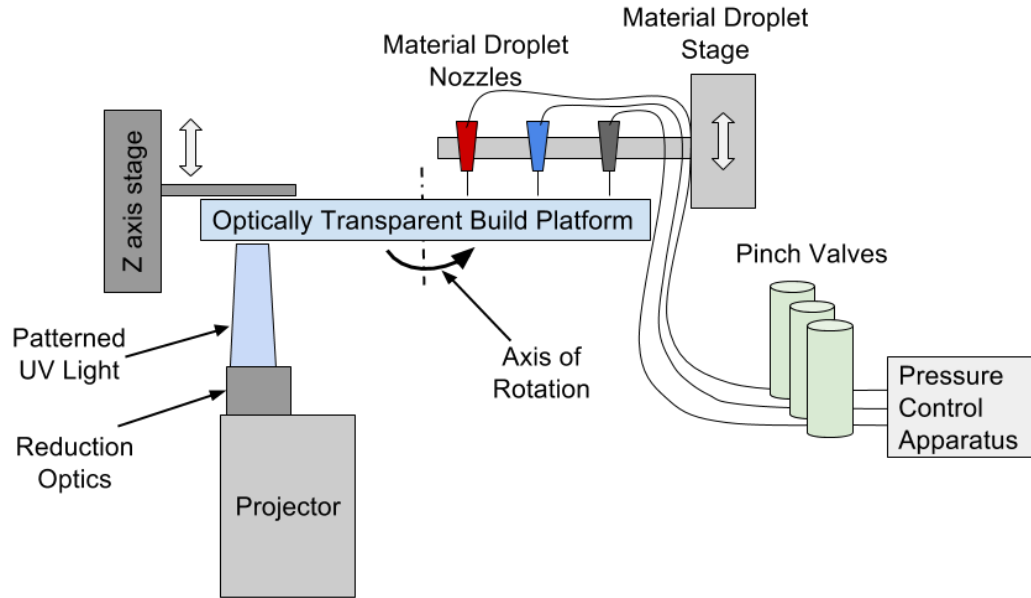 Material Droplet
Nozzles
Material Droplet
Stage
Z axis stage
Optically Transparent Build Platform
Pinch Valves
Patterned
UV Light
Axis of
Rotation
Pressure
Control
Apparatus
Reduction
Optics
Projector